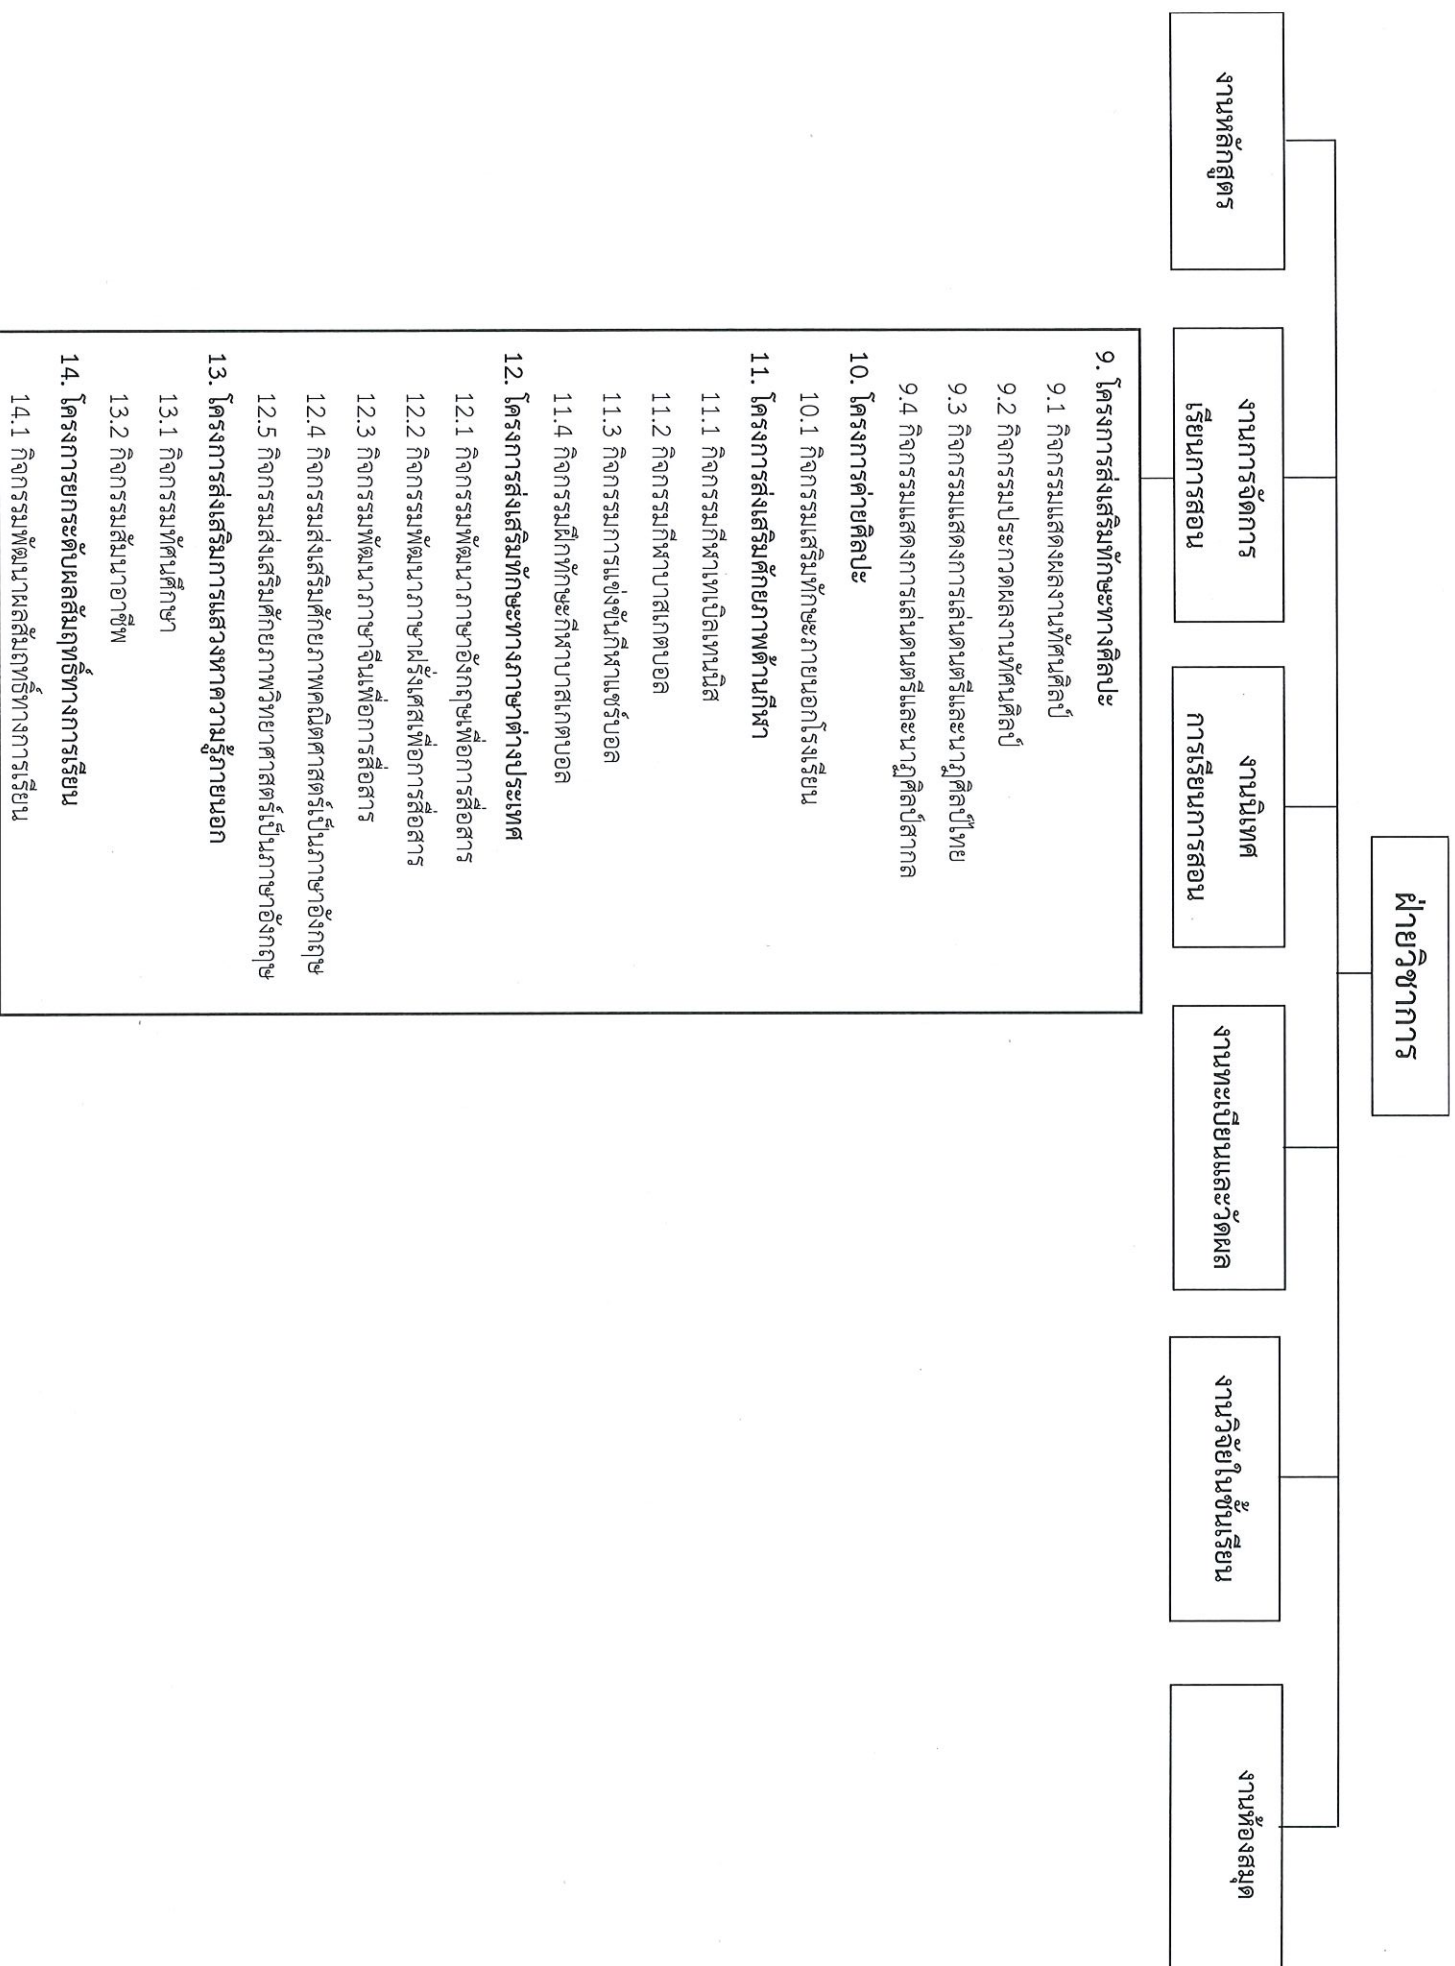 ฝ่ายวิชาการ
งานหลักสูตร
งานการจัดการ
เรียนการสอน
งานนิเทศ
การเรียนการสอน
งานทะเบียนและวัดผล
งานวิจัยในชั้นเรียน
งานห้องสมุด
9. โครงการส่งเสริมทักษะทางศิลปะ
9.1 กิจกรรมแสดงผลงานทัศนศิลป์
9.2 กิจกรรมประกวดผลงานทัศนศิลป์
9.3 กิจกรรมแสดงการเล่นดนตรีและนาฏศิลป์ไทย
9.4 กิจกรรมแสดงการเล่นดนตรีและนาฏศิลป์สากล
10. โครงการค่ายศิลปะ
10.1 กิจกรรมเสริมทักษะภายนอกโรงเรียน
11. โครงการส่งเสริมศักยภาพด้านกีฬา
11.1 กิจกรรมกีฬาเทเบิลเทนนิส
11.2 กิจกรรมกีฬาบาสเกตบอล
11.3 กิจกรรมการแข่งขันกีฬาแชร์บอล
11.4 กิจกรรมฝึกทักษะกีฬาบาสเกตบอล
12. โครงการส่งเสริมทักษะทางภาษาต่างประเทศ
12.1 กิจกรรมพัฒนาภาษาอังกฤษเพื่อการสื่อสาร
12.2 กิจกรรมพัฒนาภาษาฝรั่งเศสเพื่อการสื่อสาร
12.3 กิจกรรมพัฒนาภาษาจีนเพื่อการสื่อสาร
12.4 กิจกรรมส่งเสริมศักยภาพคณิตศาสตร์เป็นภาษาอังกฤษ
12.5 กิจกรรมส่งเสริมศักยภาพวิทยาศาสตร์เป็นภาษาอังกฤษ
13. โครงการส่งเสริมการแสวงหาความรู้ภายนอก
13.1 กิจกรรมทัศนศึกษา
13.2 กิจกรรมสัมนาอาชีพ
14. โครงการยกระดับผลสัมฤทธิ์ทางการเรียน
14.1 กิจกรรมพัฒนาผลสัมฤทธิ์ทางการเรียน